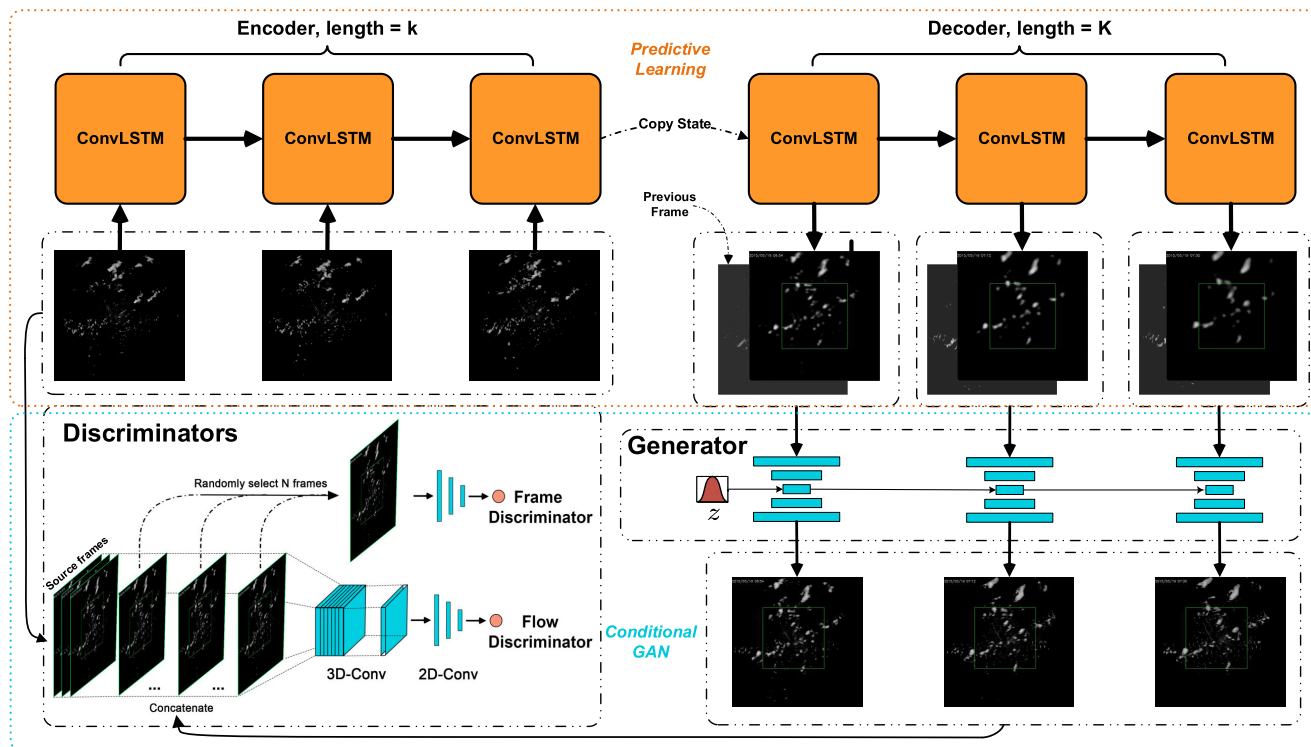 Encoder, length = k
Decoder, length = K
Predictive
Learning
ConvLSTM
ConvLSTM
ConvLSTM
Copy State
ConvLSTM
ConvLSTM
ConvLSTM
Previous
Frame
Discriminators
Randomly select N frames
Frame
Discriminator
Source frames
...
...
Flow
Discriminator
3D-Conv
2D-Conv
Concatenate
Generator
z
Conditional
GAN